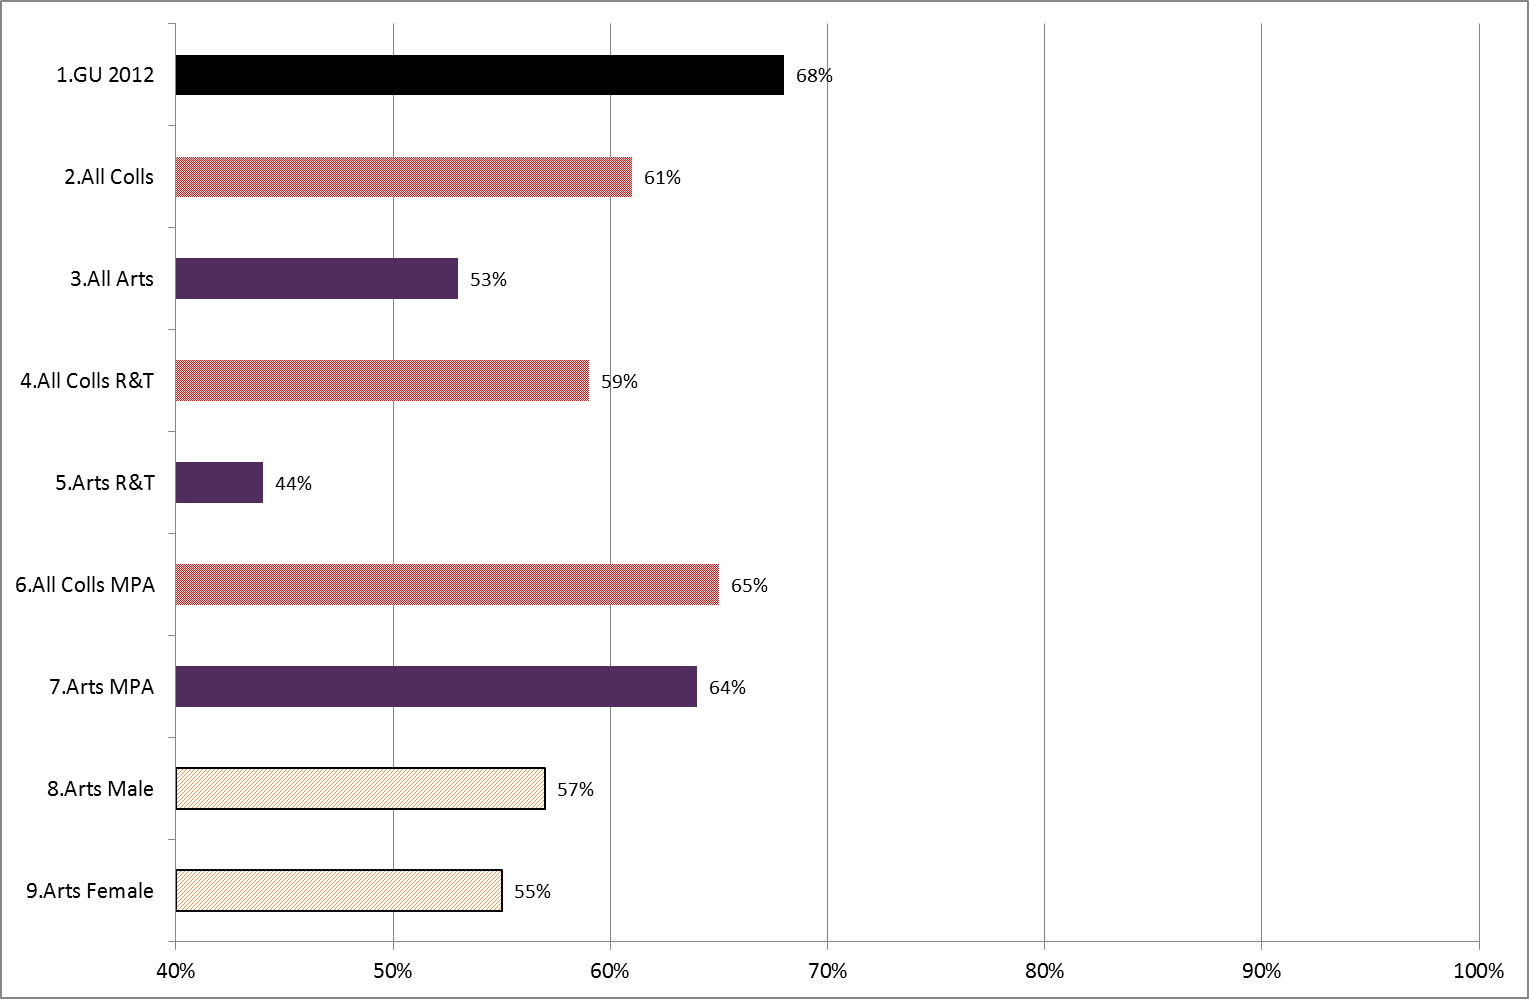 1.GU 2012
68%
2.All Colls
61%
3.All Arts
53%
4.All Colls R&T
59%
5.Arts R&T
44%
6.All Colls MPA
65%
7.Arts MPA
64%
8.Arts Male
57%
9.Arts Female
55%
40% 50% 60% 70% 80% 90% 100%